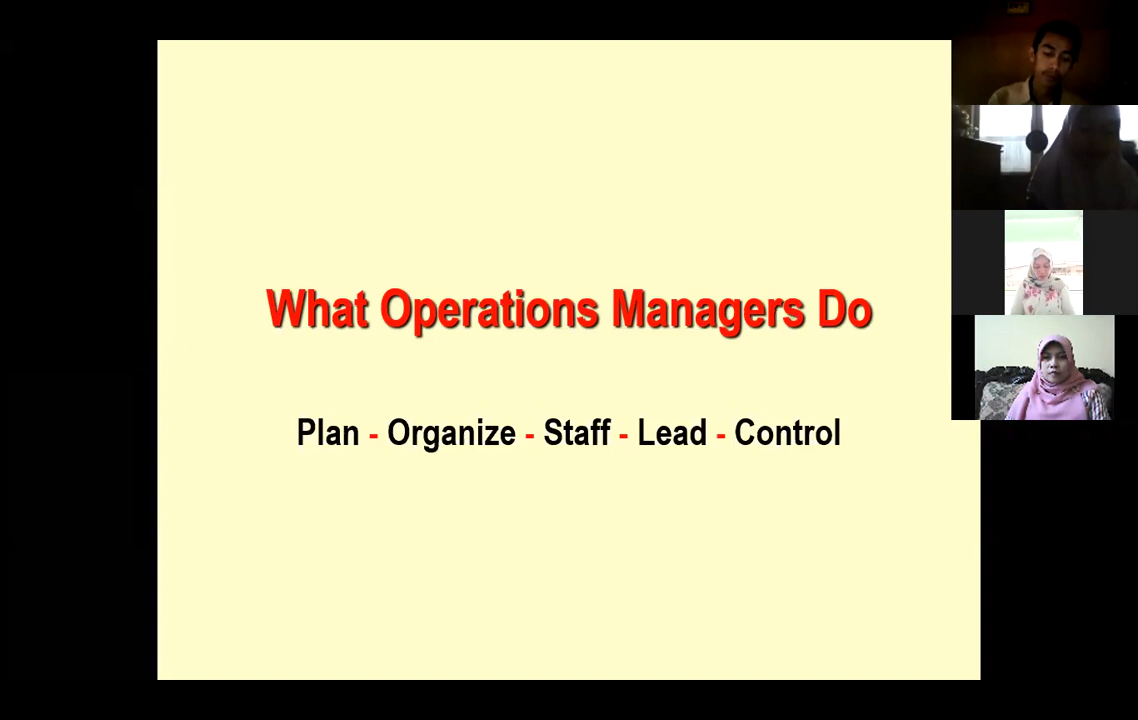 What Operations Managers Do
Plan - Organize - Staff - Lead - Control